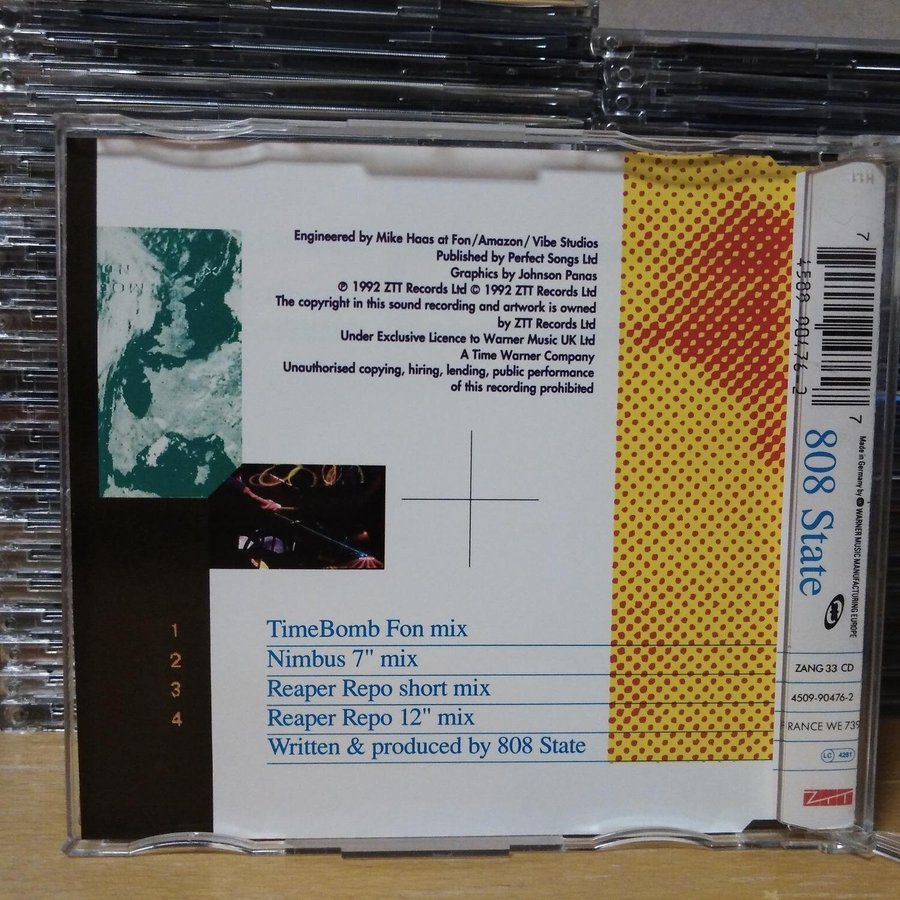 Engineered by Mike Haas at Fon/Amazon/Vibe Studios
Published by Perfect Songs Ltd
Graphics by Johnson Panas
℗ 1992 ZTT Records Ltd © 1992 ZTT Records Ltd
The copyright in this sound recording and artwork is owned
by ZTT Records Ltd
Under Exclusive Licence to Warner Music UK Ltd
A Time Warner Company
Unauthorised copying, hiring, lending, public performance
of this recording prohibited
1 TimeBomb Fon mix
2 Nimbus 7" mix
3 Reaper Repo short mix
4 Reaper Repo 12" mix
Written & produced by 808 State
7 4509 90476 2 7
Made in Germany by WARNER MUSIC MANUFACTURING EUROPE
808 State
ZANG 33 CD
4509-90476-2
FRANCE WE 739
LC 4281
ZTT